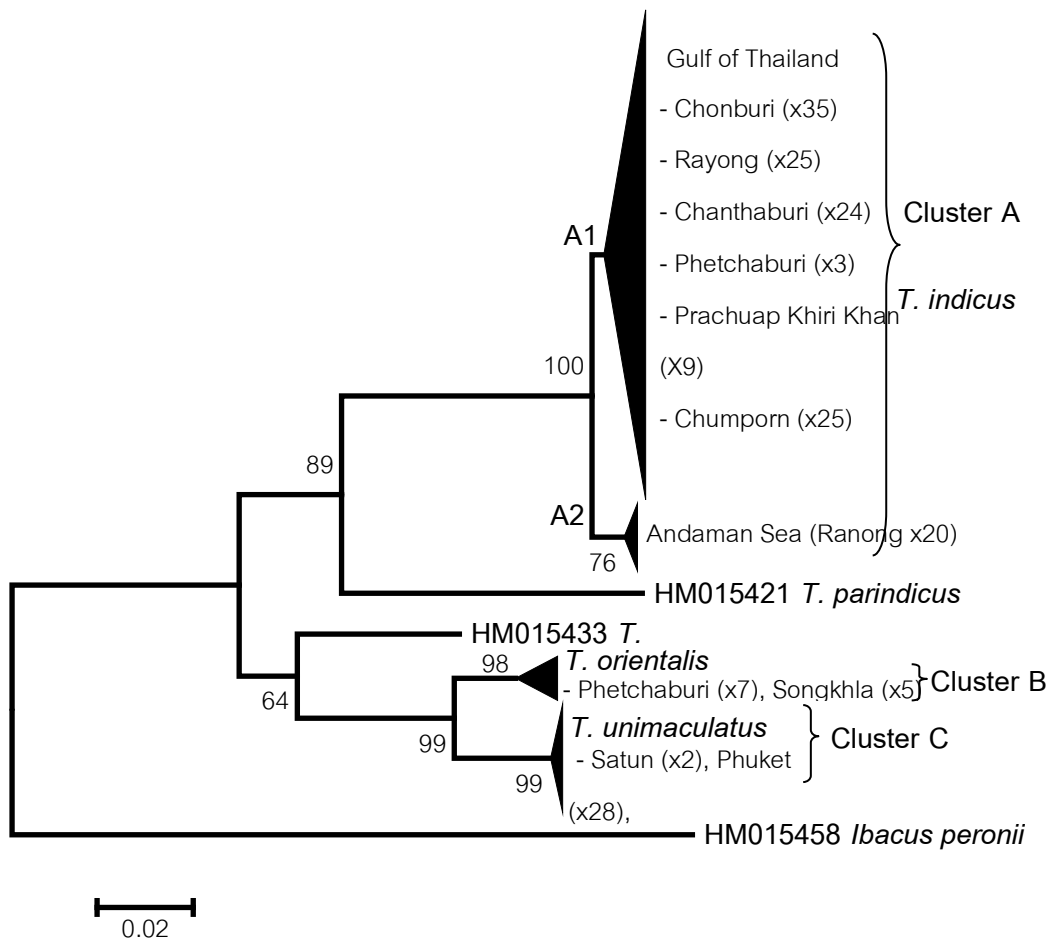 Gulf of Thailand
- Chonburi (x35)
- Rayong (x25)
- Chanthaburi (x24)
Cluster A
A1
- Phetchaburi (x3)
T. indicus
- Prachuap Khiri Khan
100
(X9)
- Chumporn (x25)
89
A2
Andaman Sea (Ranong x20)
76
HM015421 T. parindicus
HM015433 T.
98
T. orientalis
- Phetchaburi (x7), Songkhla (x5)
Cluster B
64
T. unimaculatus
Cluster C
99
- Satun (x2), Phuket
99
(x28),
HM015458 Ibacus peronii
0.02